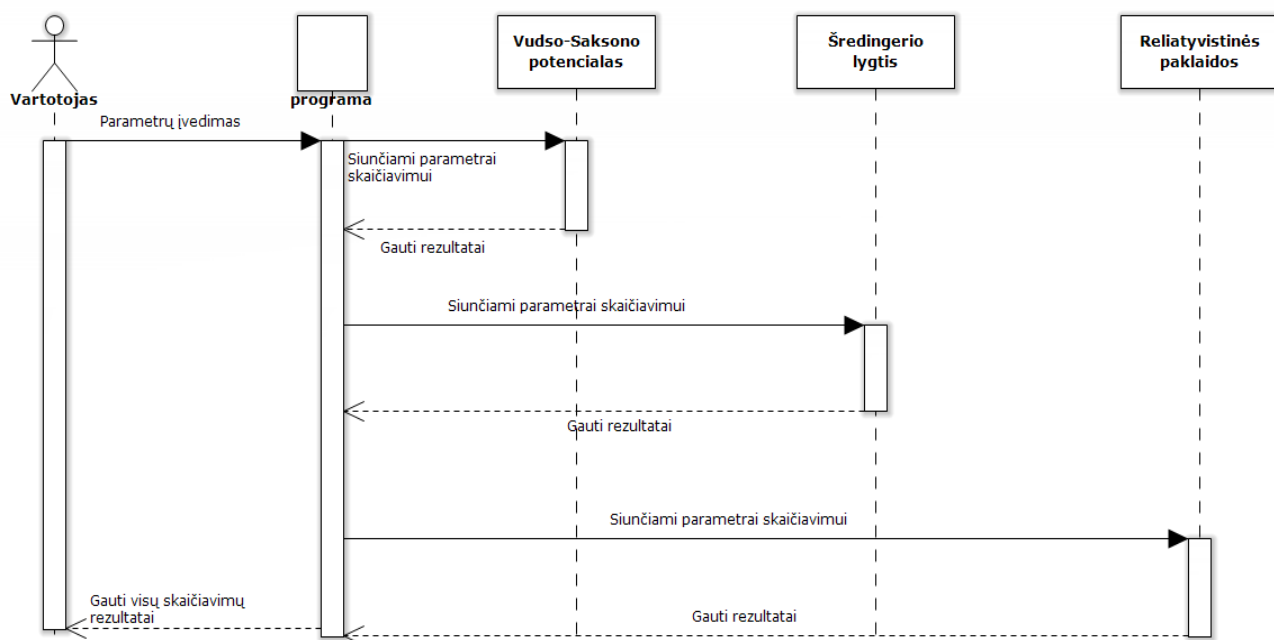 Vudso-Saksono
potencialas
Šredingerio
lygtis
Reliatyvistinės
paklaidos
Vartotojas
programa
Parametrų įvedimas
Siunčiami parametrai
skaičiavimui
Gauti rezultatai
Siunčiami parametrai skaičiavimui
Gauti rezultatai
Siunčiami parametrai skaičiavimui
Gauti visų skaičiavimų
rezultatai
Gauti rezultatai